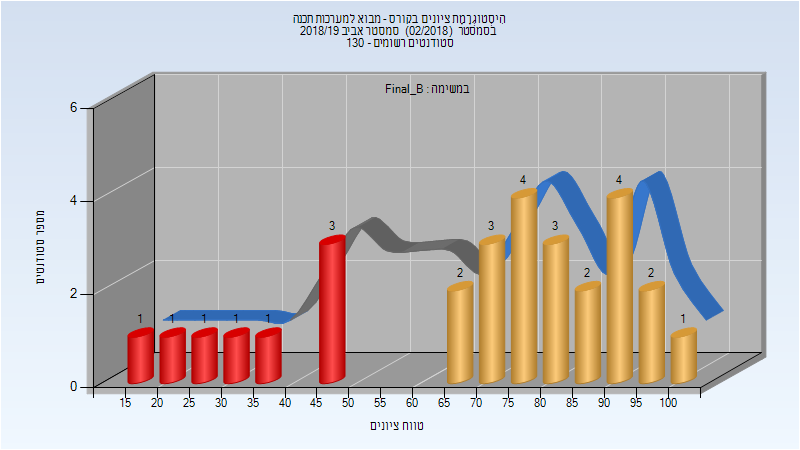 הִיסְטוֹגְרָמַת ציונים בקורס - מבוא למערכות תכנה
בסמסטר (02/2018) סמסטר אביב 2018/19
סטודנטים רשומים - 130
במשימה : Final_B
מספר סטודנטים
6
4
2
0
1 1 1 1 1 3 2 3 4 3 2 4 2 1
15 20 25 30 35 40 45 50 55 60 65 70 75 80 85 90 95 100
טווח ציונים